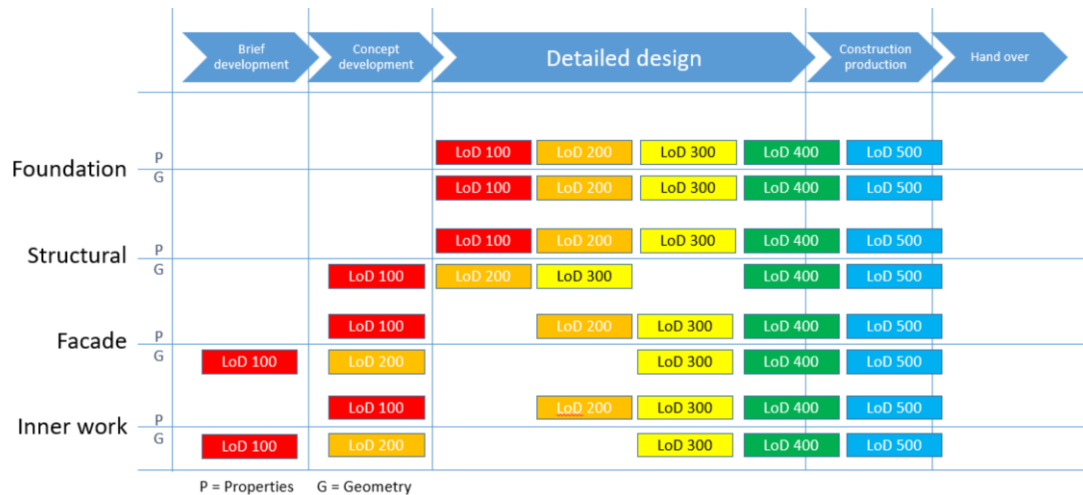 Brief
development
Concept
development
Detailed design
Construction
production
Hand over
Foundation
P
LoD 100 LoD 200 LoD 300 LoD 400 LoD 500
G
LoD 100 LoD 200 LoD 300 LoD 400 LoD 500
Structural
P
LoD 100 LoD 200 LoD 300 LoD 400 LoD 500
G
LoD 100 LoD 200 LoD 300 LoD 400 LoD 500
Facade
P
LoD 100 LoD 200 LoD 300 LoD 400 LoD 500
G
LoD 100 LoD 200 LoD 300 LoD 400 LoD 500
Inner work
P
LoD 100 LoD 200 LoD 300 LoD 400 LoD 500
G
LoD 100 LoD 200 LoD 300 LoD 400 LoD 500
P = Properties G = Geometry